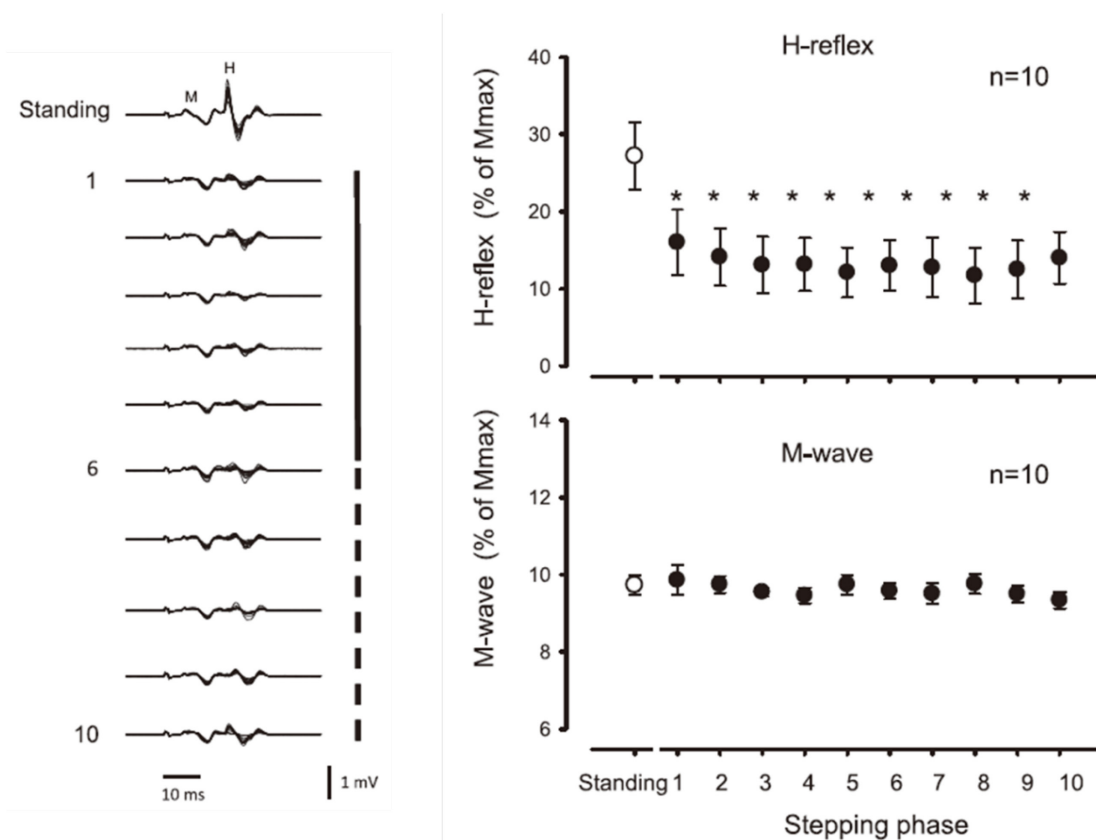 M
H
Standing
1
6
10
10 ms
1 mV
H-reflex
n=10
H-reflex (% of Mmax)
40
30
20
10
0
* * * * * * * * *
M-wave
n=10
M-wave (% of Mmax)
14
12
10
8
6
Standing 1 2 3 4 5 6 7 8 9 10
Stepping phase